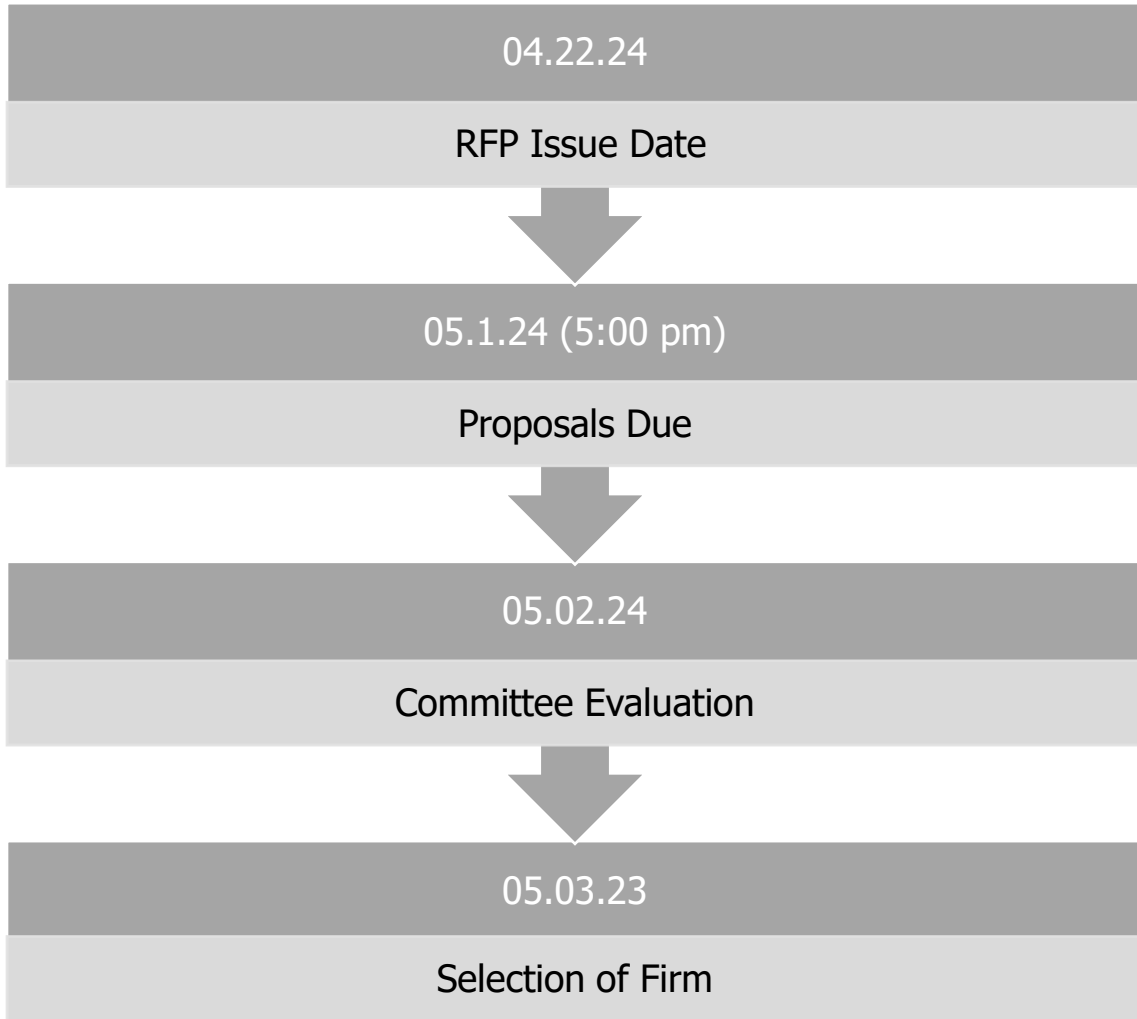 04.22.24
RFP Issue Date
05.1.24 (5:00 pm)
Proposals Due
05.02.24
Committee Evaluation
05.03.23
Selection of Firm